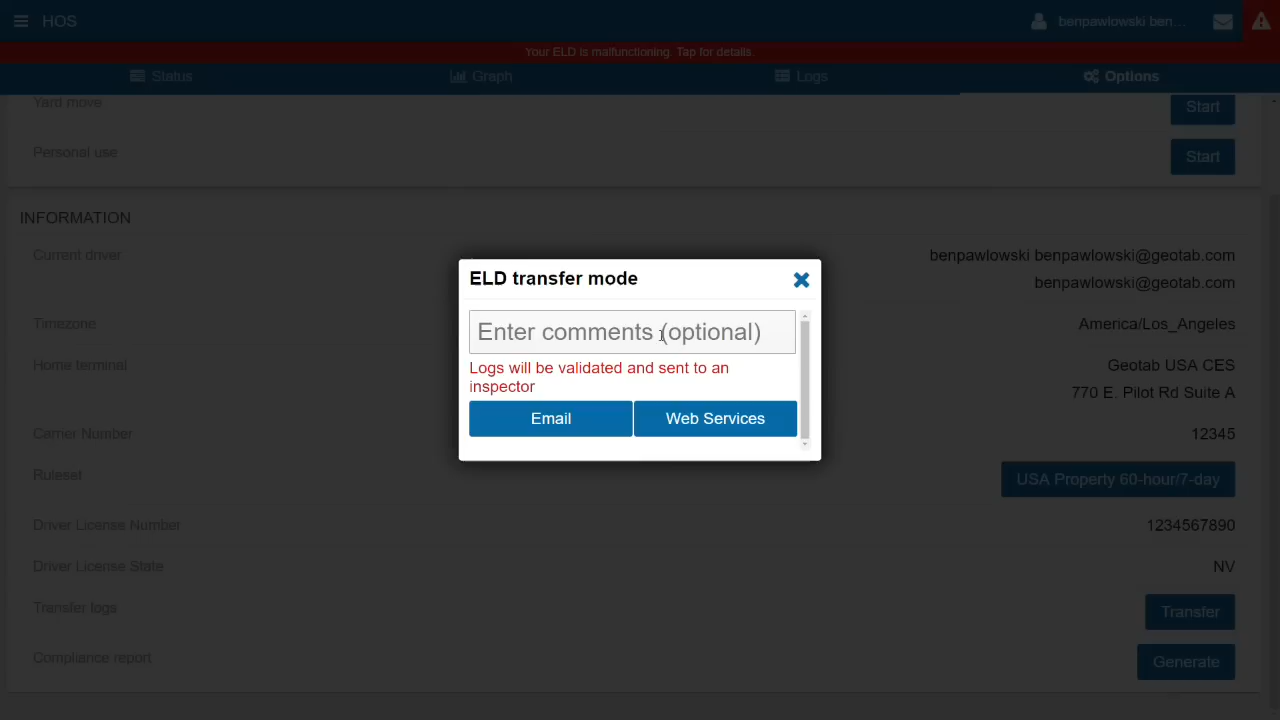 HOS
benpawlowski ben...
Your ELD is malfunctioning. Tap for details.
Status
Graph
Logs
Options
Yard move
Start
Personal use
Start
INFORMATION
Current driver
benpawlowski benpawlowski@geotab.com
benpawlowski@geotab.com
Timezone
America/Los_Angeles
Home terminal
Geotab USA CES
770 E. Pilot Rd Suite A
Carrier Number
12345
Ruleset
USA Property 60-hour/7-day
Driver License Number
1234567890
Driver License State
NV
Transfer logs
Transfer
Compliance report
Generate
ELD transfer mode
Enter comments (optional)
Logs will be validated and sent to an
inspector
Email
Web Services